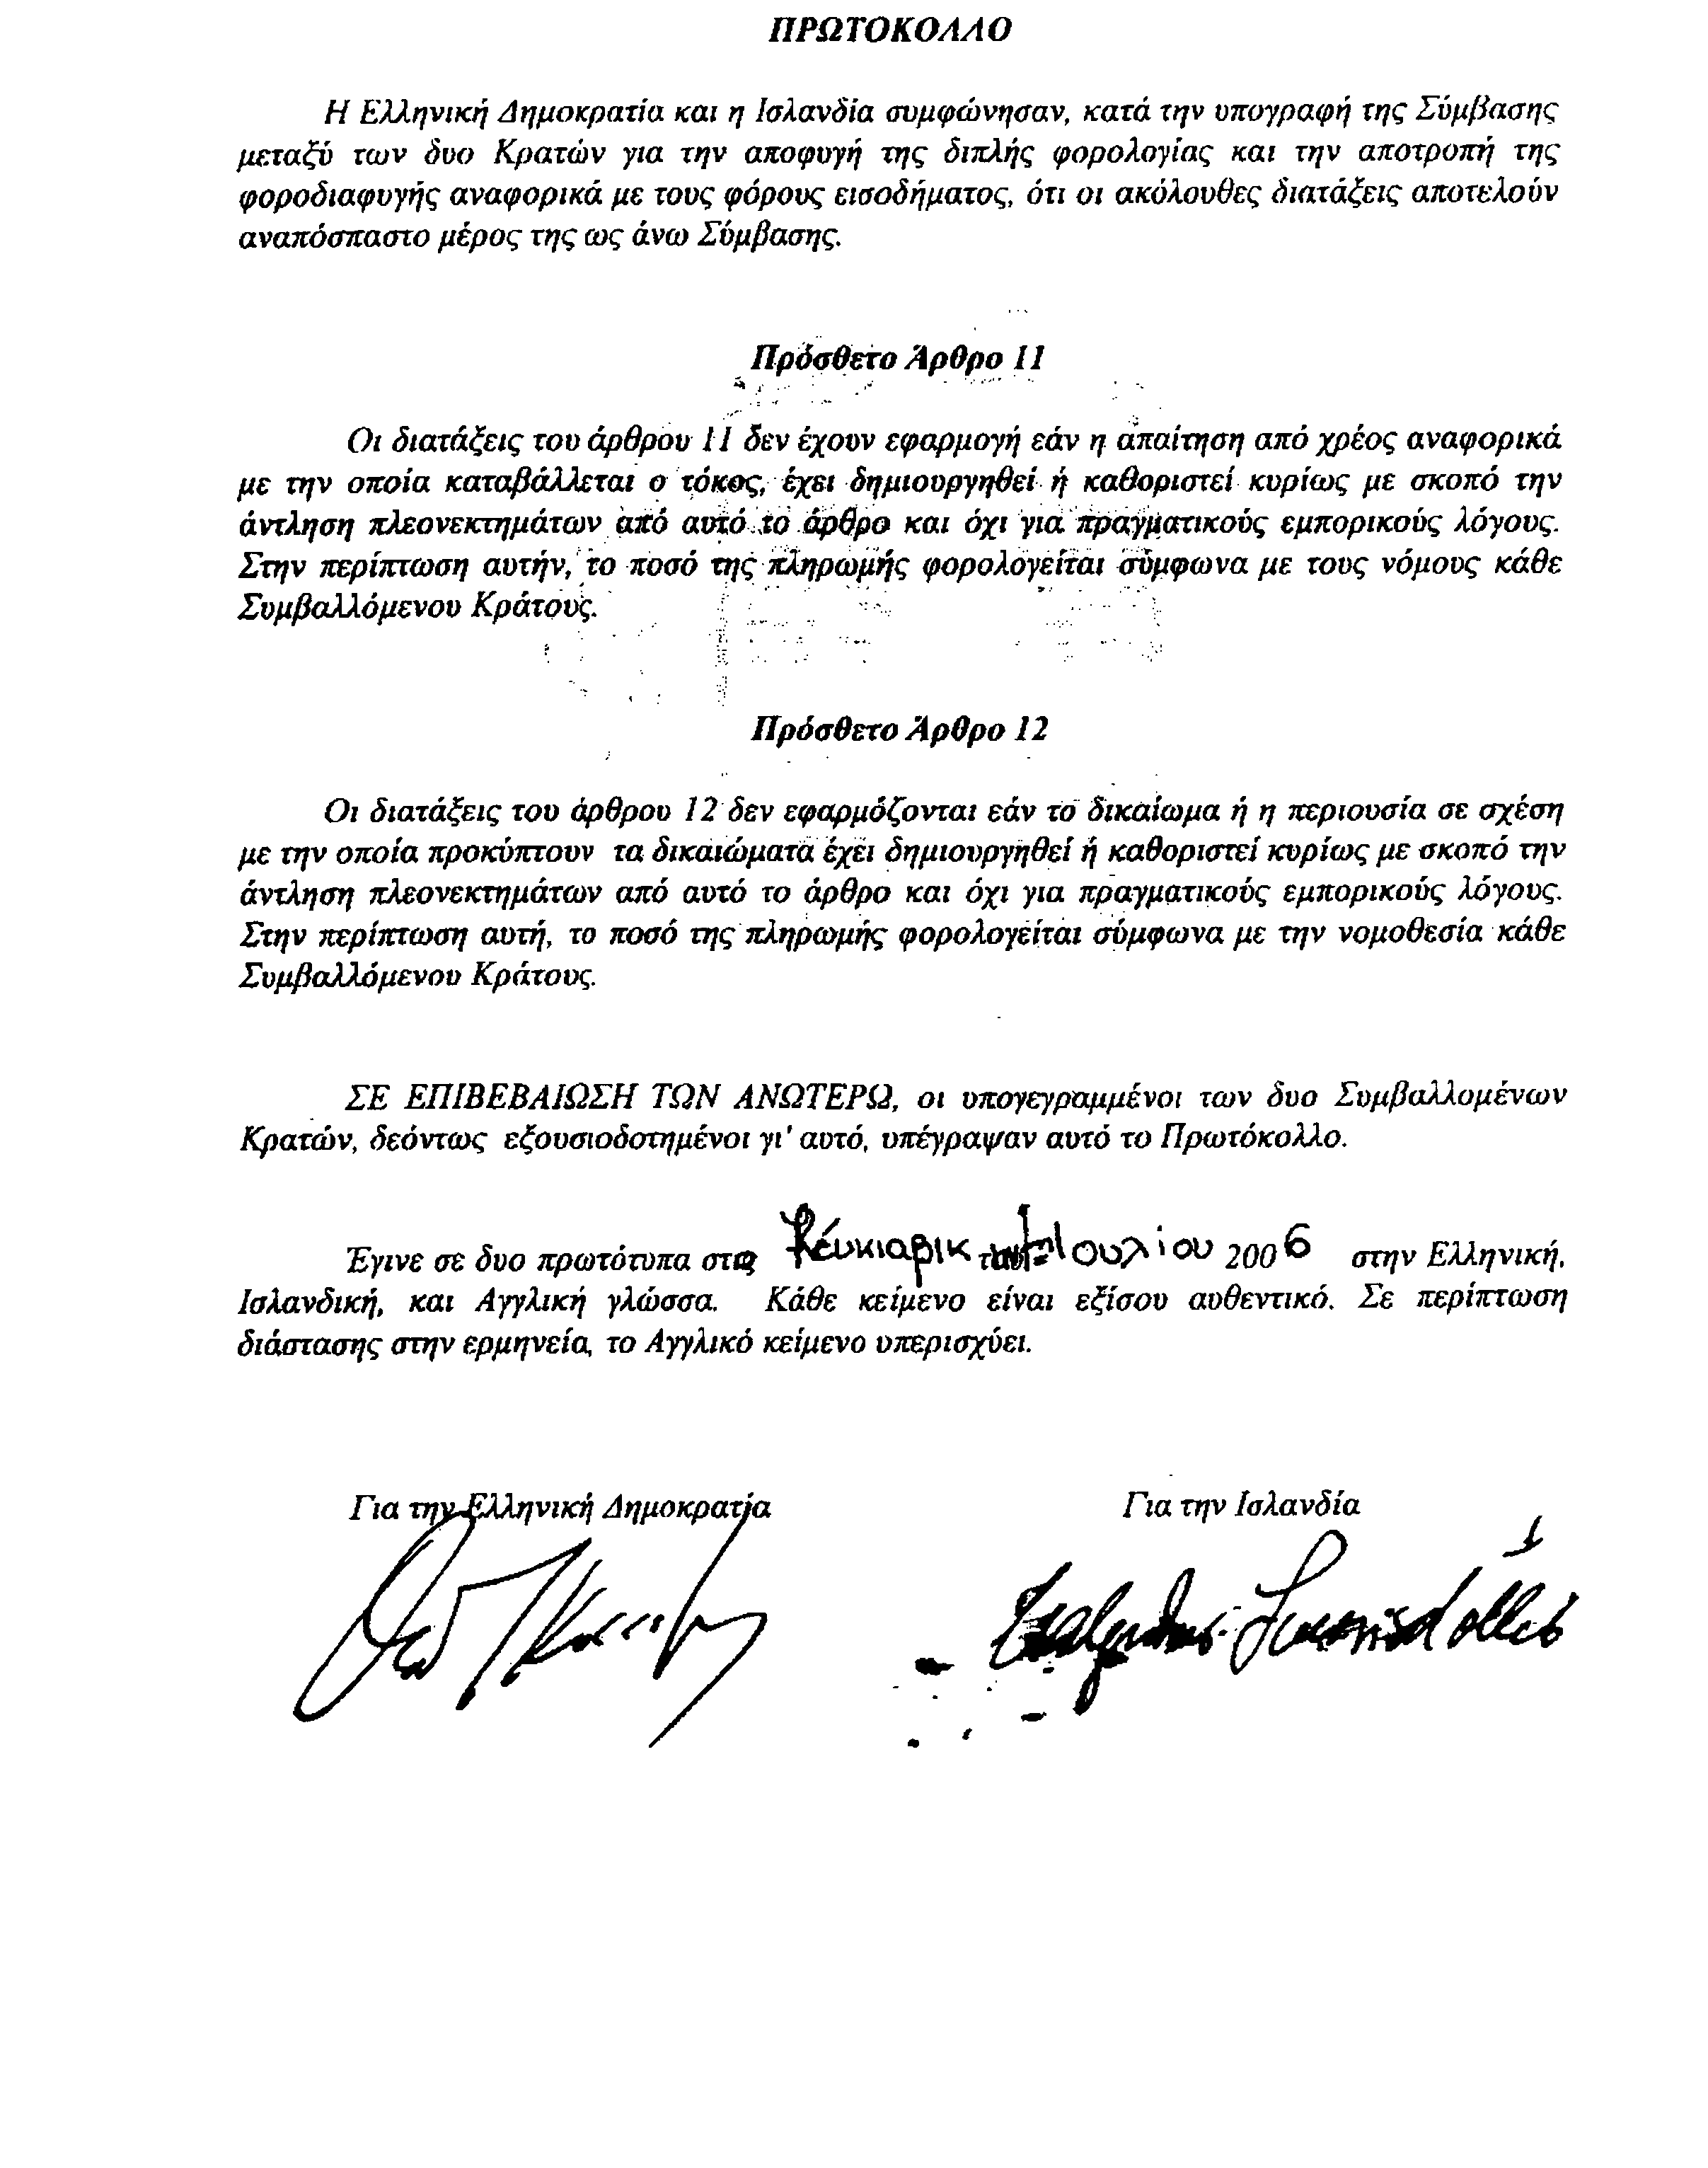 ΠΡΩΤΟΚΟΛΛΟ
Η Ελληνική Δημοκρατία και η Ισλανδία συμφώνησαν, κατά την υπογραφή της Σύμβασης
μεταξύ των δυο Κρατών για την αποφυγή της διπλής φορολογίας και την αποτροπή της
φοροδιαφυγής αναφορικά με τους φόρους εισοδήματος, ότι οι ακόλουθες διατάξεις αποτελούν
αναπόσπαστο μέρος της ως άνω Σύμβασης.
Πρόσθετο Άρθρο 11
Οι διατάξεις του άρθρου 11 δεν έχουν εφαρμογή εάν η απαίτηση από χρέος αναφορικά
με την οποία καταβάλλεται ο τόκος, έχει δημιουργηθεί ή καθοριστεί κυρίως με σκοπό την
άντληση πλεονεκτημάτων από αυτό το άρθρο και όχι για πραγματικούς εμπορικούς λόγους.
Στην περίπτωση αυτήν, το ποσό της πληρωμής φορολογείται σύμφωνα με τους νόμους κάθε
Συμβαλλόμενου Κράτους.
Πρόσθετο Άρθρο 12
Οι διατάξεις του άρθρου 12 δεν εφαρμόζονται εάν το δικαίωμα ή η περιουσία σε σχέση
με την οποία προκύπτουν τα δικαιώματα έχει δημιουργηθεί ή καθοριστεί κυρίως με σκοπό την
άντληση πλεονεκτημάτων από αυτό το άρθρο και όχι για πραγματικούς εμπορικούς λόγους.
Στην περίπτωση αυτή, το ποσό της πληρωμής φορολογείται σύμφωνα με την νομοθεσία κάθε
Συμβαλλόμενου Κράτους.
ΣΕ ΕΠΙΒΕΒΑΙΩΣΗ ΤΩΝ ΑΝΩΤΕΡΩ, οι υπογεγραμμένοι των δυο Συμβαλλομένων
Κρατών, δεόντως εξουσιοδοτημένοι γι' αυτό, υπέγραψαν αυτό το Πρωτόκολλο.
Έγινε σε δυο πρωτότυπα Ρέυκιαβικ Ιουλίου 2006 στην Ελληνική,
Ισλανδική, και Αγγλική γλώσσα. Κάθε κείμενο είναι εξίσου αυθεντικό. Σε περίπτωση
διάστασης στην ερμηνεία, το Αγγλικό κείμενο υπερισχύει.
Για την Ελληνική Δημοκρατία
Για την Ισλανδία